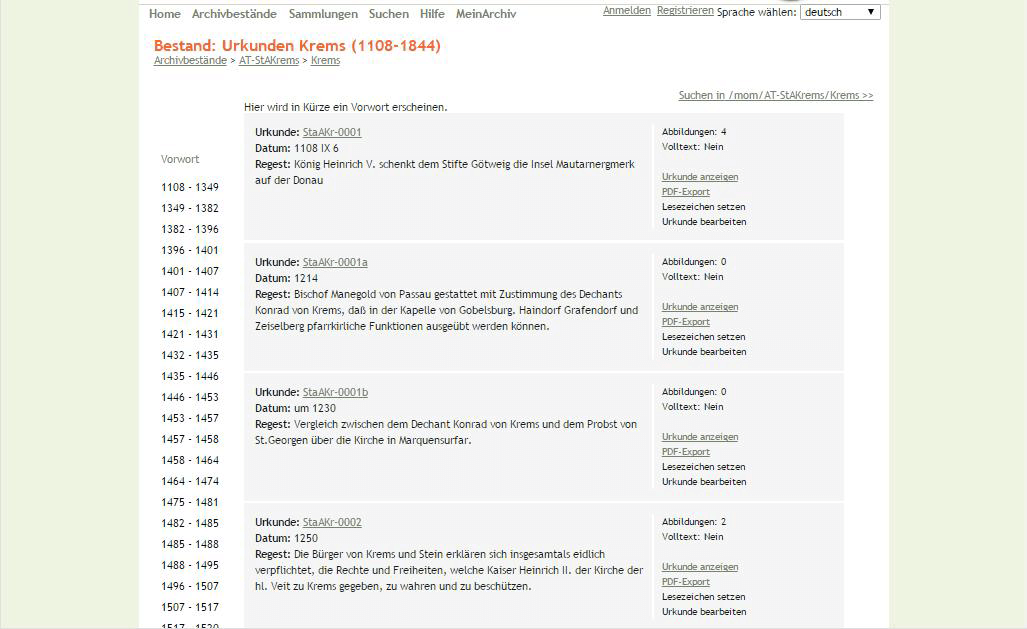 Home Archivbestände Sammlungen Suchen Hilfe MeinArchiv
Anmelden Registrieren Sprache wählen: deutsch
Bestand: Urkunden Krems (1108-1844)
Archivbestände > AT-StAKrems > Krems
Suchen in /mom/AT-StAKrems/Krems >>
Hier wird in Kürze ein Vorwort erscheinen.
Vorwort
1108 - 1349
1349 - 1382
1382 - 1396
1396 - 1401
1401 - 1407
1407 - 1414
1415 - 1421
1421 - 1431
1432 - 1435
1435 - 1446
1446 - 1453
1453 - 1457
1457 - 1458
1458 - 1464
1464 - 1474
1475 - 1481
1482 - 1485
1485 - 1488
1488 - 1495
1496 - 1507
1507 - 1517
1517 - 1520
Urkunde: StaAKr-0001
Datum: 1108 IX 6
Regest: König Heinrich V. schenkt dem Stifte Götweig die Insel Mautarnergmerk
auf der Donau
Abbildungen: 4
Volltext: Nein
Urkunde anzeigen
PDF-Export
Lesezeichen setzen
Urkunde bearbeiten
Urkunde: StaAKr-0001a
Datum: 1214
Regest: Bischof Manegold von Passau gestattet mit Zustimmung des Dechants
Konrad von Krems, daß in der Kapelle von Gobelsburg. Haindorf Grafendorf und
Zeiselberg pfarrkirliche Funktionen ausgeübt werden können.
Abbildungen: 0
Volltext: Nein
Urkunde anzeigen
PDF-Export
Lesezeichen setzen
Urkunde bearbeiten
Urkunde: StaAKr-0001b
Datum: um 1230
Regest: Vergleich zwischen dem Dechant Konrad von Krems und dem Probst von
St.Georgen über die Kirche in Marquensurfar.
Abbildungen: 0
Volltext: Nein
Urkunde anzeigen
PDF-Export
Lesezeichen setzen
Urkunde bearbeiten
Urkunde: StaAKr-0002
Datum: 1250
Regest: Die Bürger von Krems und Stein erklären sich insgesamtals eidlich
verpflichtet, die Rechte und Freiheiten, welche Kaiser Heinrich II. der Kirche der
hl. Veit zu Krems gegeben, zu wahren und zu beschützen.
Abbildungen: 2
Volltext: Nein
Urkunde anzeigen
PDF-Export
Lesezeichen setzen
Urkunde bearbeiten